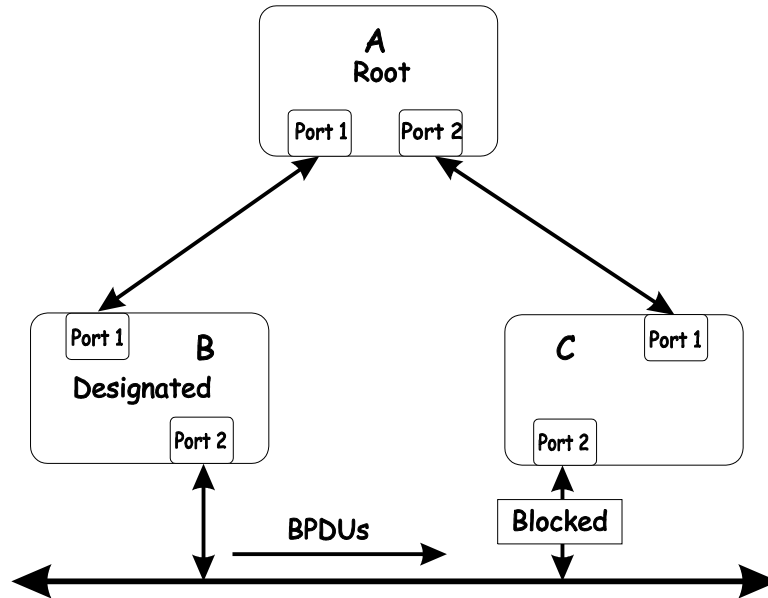 A
Root
Port 1
Port 2
Port 1
B
Designated
Port 2
C
Port 1
Port 2
Blocked
BPDUs